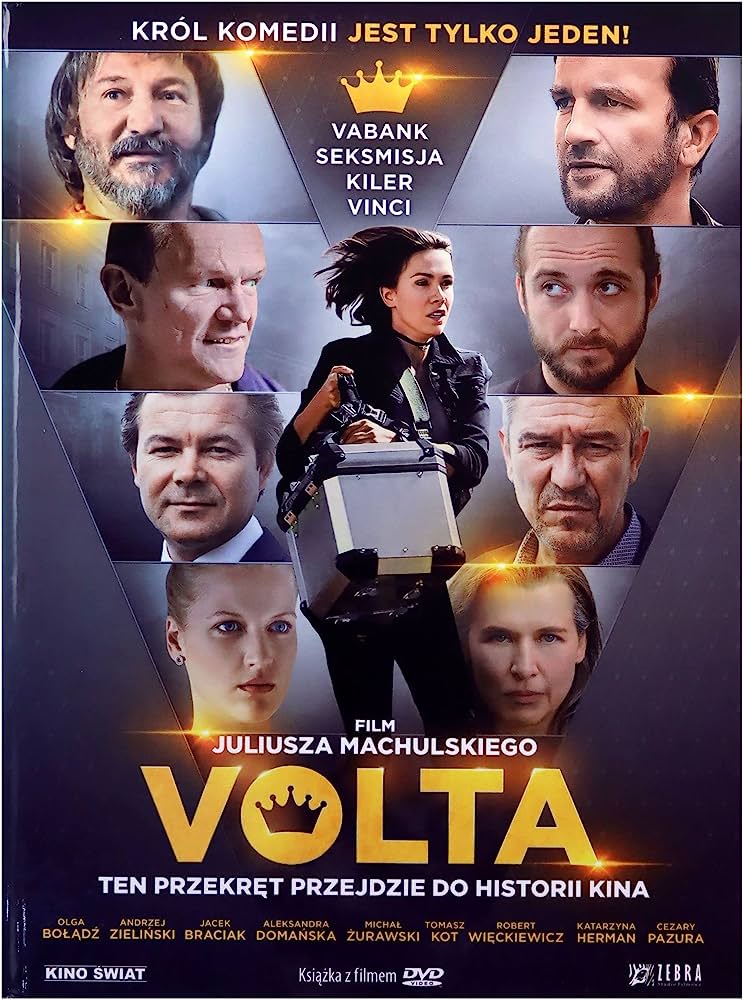 KRÓL KOMEDII JEST TYLKO JEDEN!
VABANK
SEKSMISJA
KILER
VINCI
FILM
JULIUSZA MACHULSKIEGO
VOLTA
TEN PRZEKRĘT PRZEJDZIE DO HISTORII KINA
OLGA BOŁĄDŹ ANDRZEJ ZIELIŃSKI JACEK BRACIAK ALEKSANDRA DOMAŃSKA MICHAŁ ŻURAWSKI TOMASZ KOT ROBERT WIĘCKIEWICZ KATARZYNA HERMAN CEZARY PAZURA
KINO ŚWIAT Książka z filmem DVD VIDEO ZEBRA